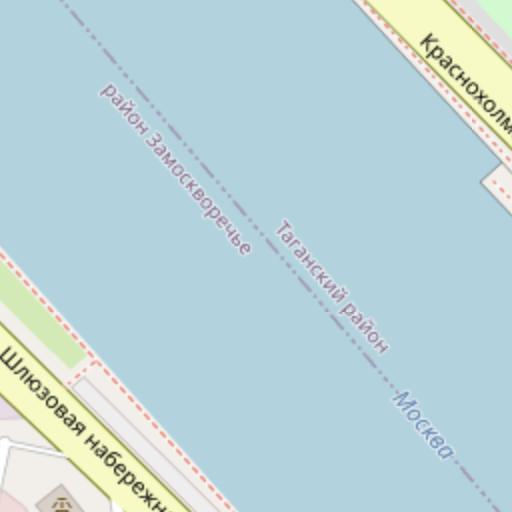 Краснохолм
район Замоскворечье
Таганский район
Москва
Шлюзовая набережн